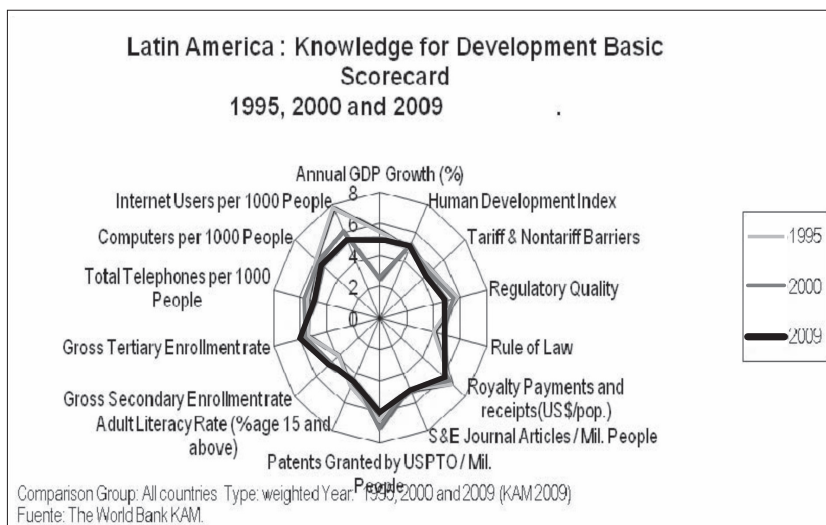 Latin America : Knowledge for Development Basic
Scorecard
1995, 2000 and 2009 .
Annual GDP Growth (%)
Internet Users per 1000 People
Human Development Index
Computers per 1000 People
Tariff & Nontariff Barriers
Total Telephones per 1000
People
Regulatory Quality
Gross Tertiary Enrollment rate
Rule of Law
Gross Secondary Enrollment rate
Royalty Payments and
receipts(US$/pop.)
Adult Literacy Rate (%age 15 and
above)
S&E Journal Articles / Mil. People
Patents Granted by USPTO / Mil.
People
8
6
4
2
0
1995
2000
2009
Comparison Group: All countries Type: weighted Year: 1995, 2000 and 2009 (KAM 2009)
Fuente: The World Bank KAM.